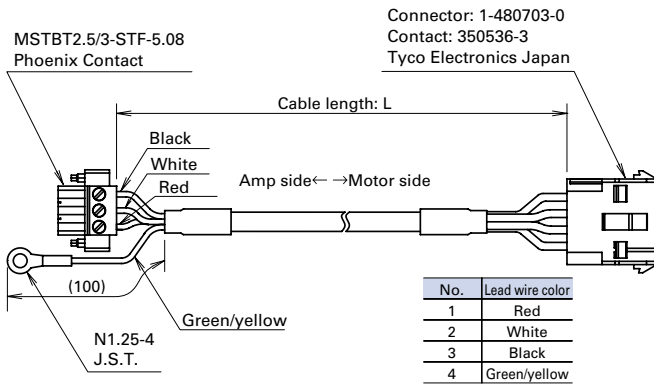 Connector: 1-480703-0
Contact: 350536-3
Tyco Electronics Japan
MSTBT2.5/3-STF-5.08
Phoenix Contact
Cable length: L
Black
White
Red
Amp side← →Motor side
(100)
Green/yellow
N1.25-4
J.S.T.
No. Lead wire color
1 Red
2 White
3 Black
4 Green/yellow